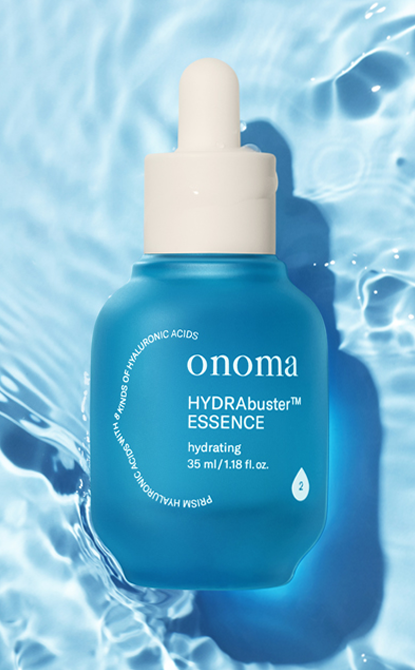 PRISM HYALURONIC ACIDS WITH 8 KINDS OF HYALURONIC ACIDS
onoma
HYDRAbuster™
ESSENCE
hydrating
35 ml/1.18 fl.oz.
2